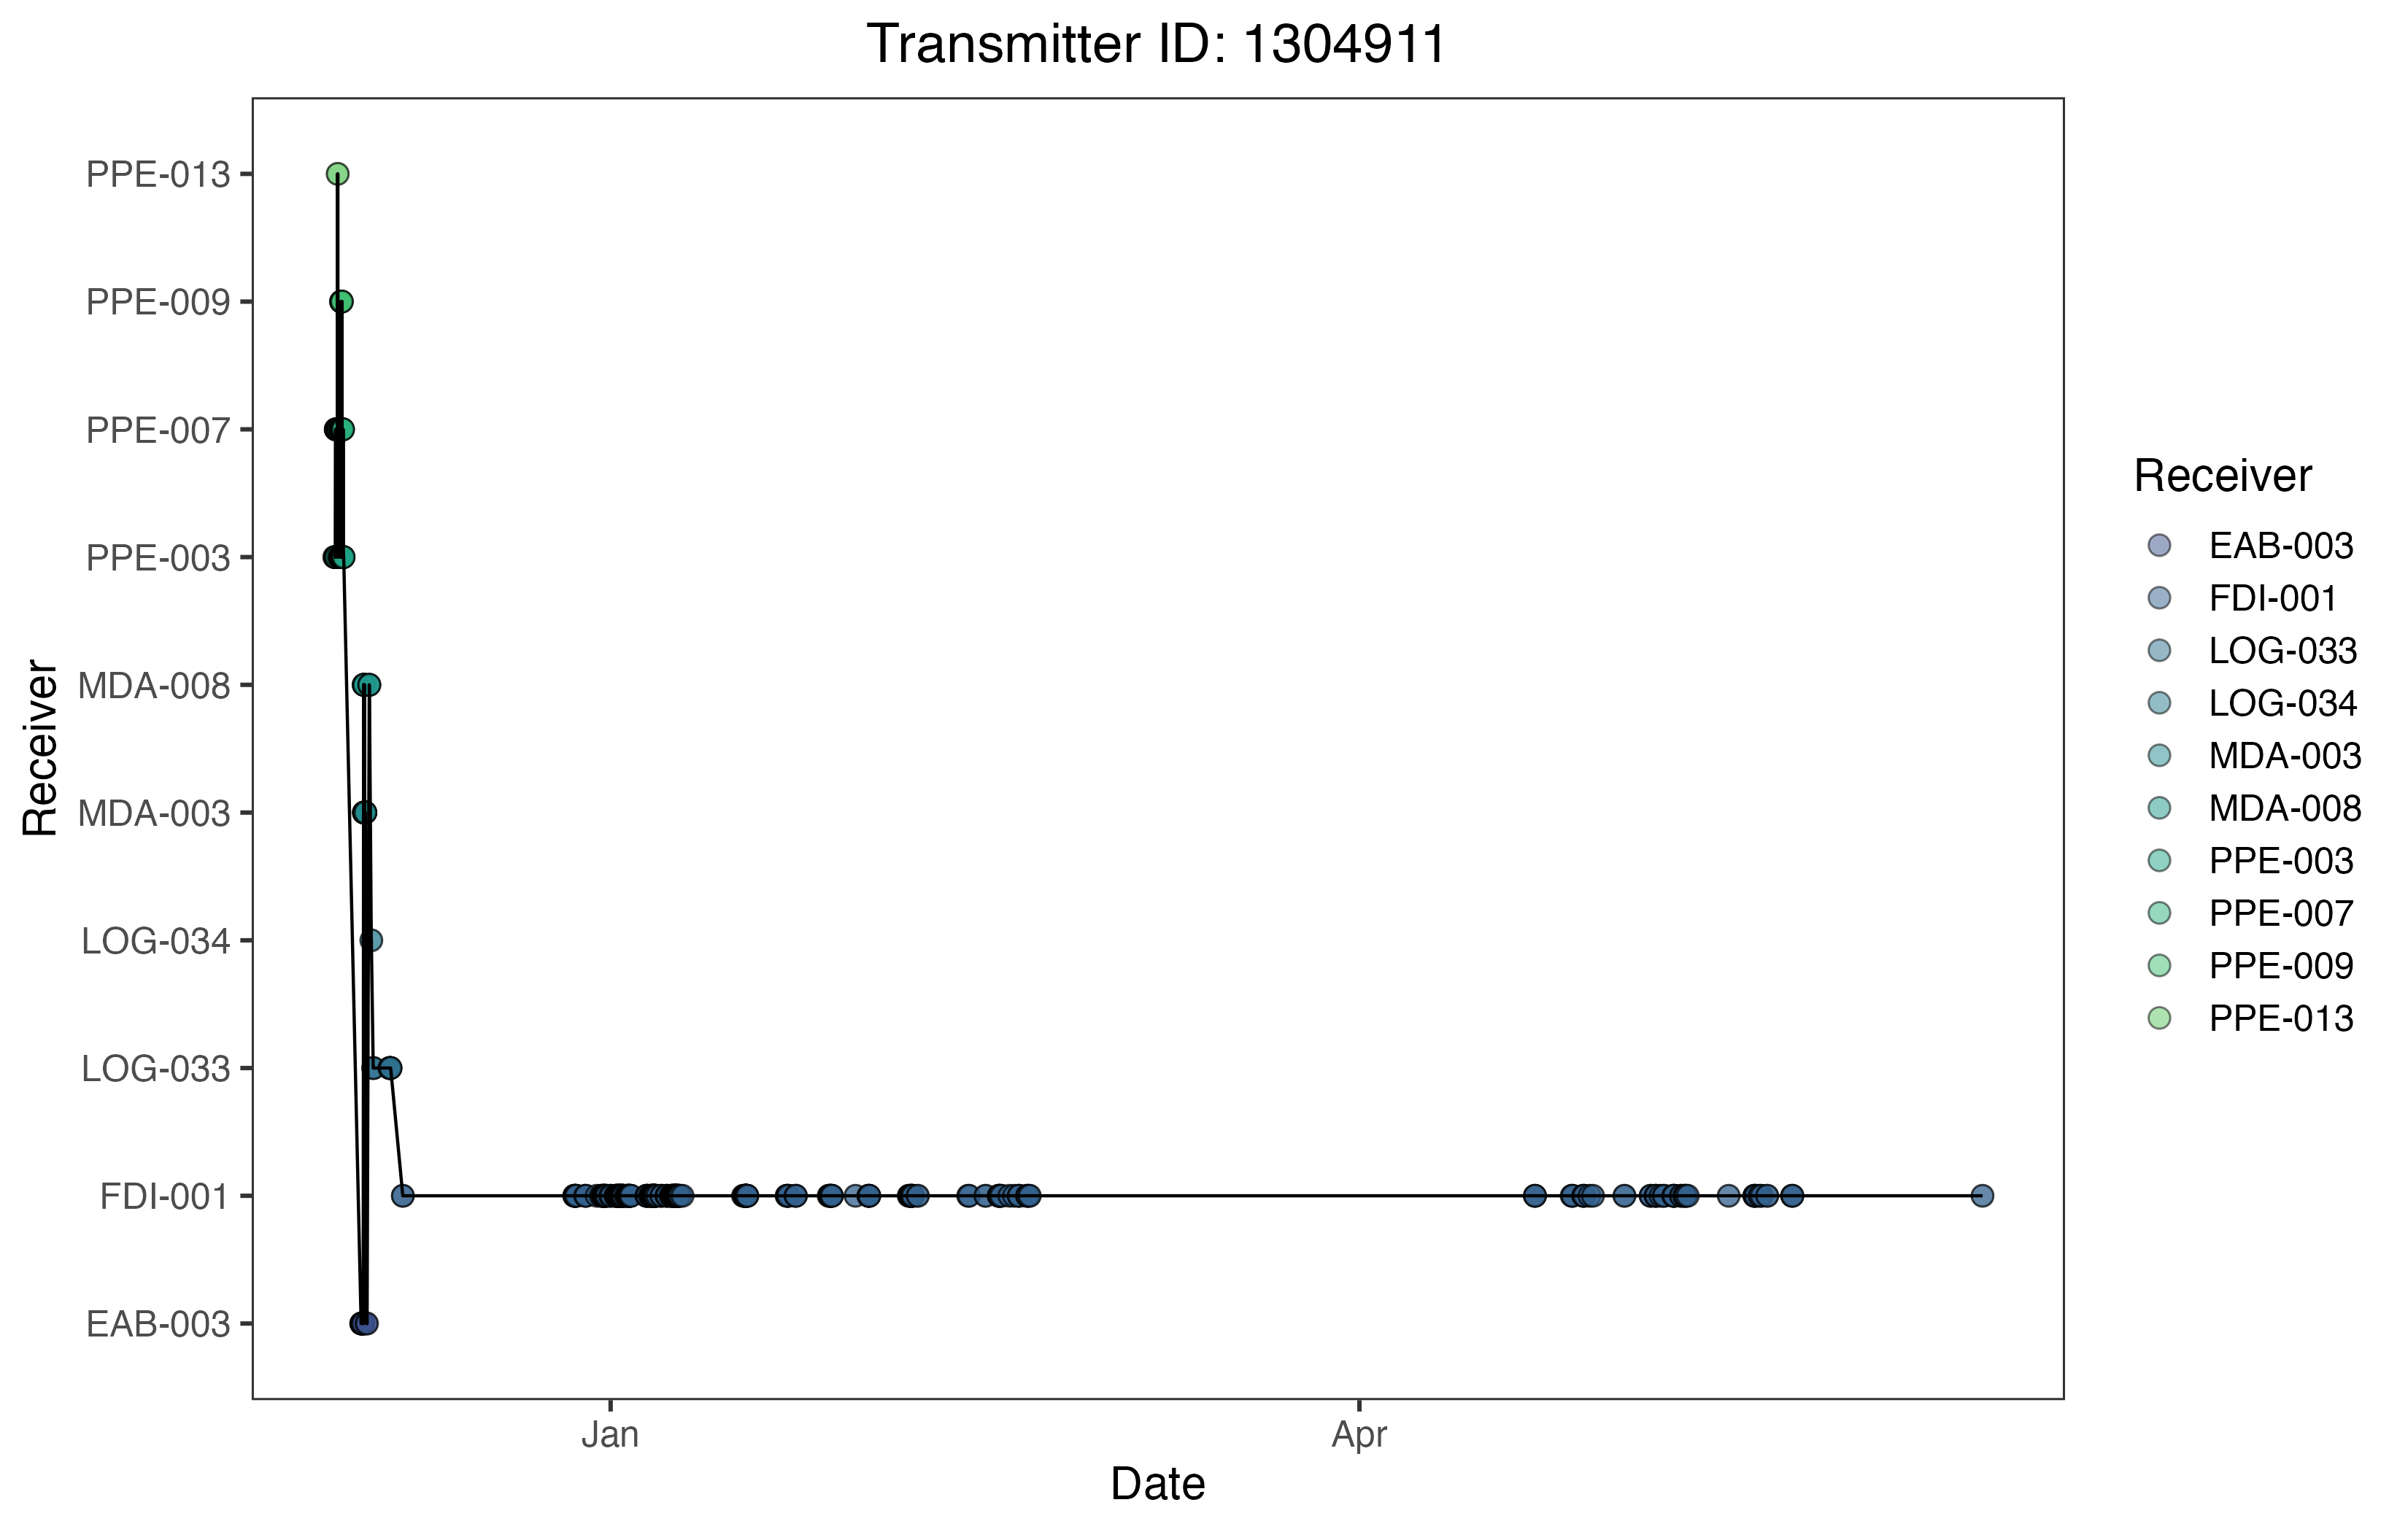 Transmitter ID: 1304911
Receiver
PPE-013
PPE-009
PPE-007
PPE-003
MDA-008
MDA-003
LOG-034
LOG-033
FDI-001
EAB-003
Jan
Apr
Date
Receiver
EAB-003
FDI-001
LOG-033
LOG-034
MDA-003
MDA-008
PPE-003
PPE-007
PPE-009
PPE-013